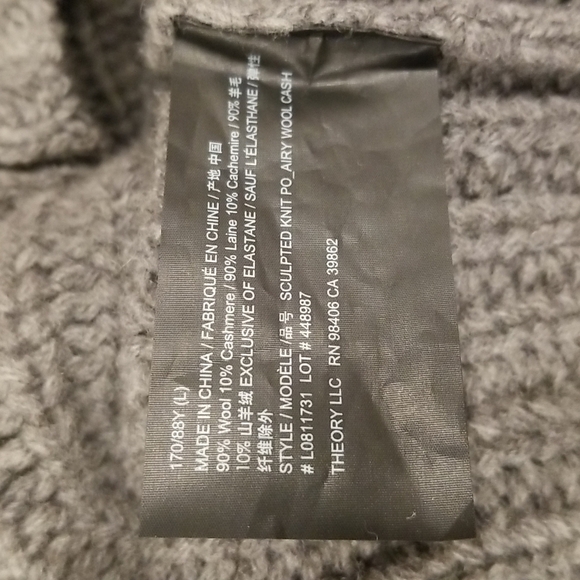 170/88Y (L)
MADE IN CHINA / FABRIQUÉ EN CHINE / 产地 中国
90% Wool 10% Cashmere / 90% Laine 10% Cachemire / 90% 羊毛
10% 山羊绒 EXCLUSIVE OF ELASTANE / SAUF L'ÉLASTHANE / 弹性
纤维除外
STYLE / MODÈLE / 品号 SCULPTED KNIT PO_AIRY WOOL CASH
# L0811731 LOT # 448987
THEORY LLC RN 98406 CA 39862